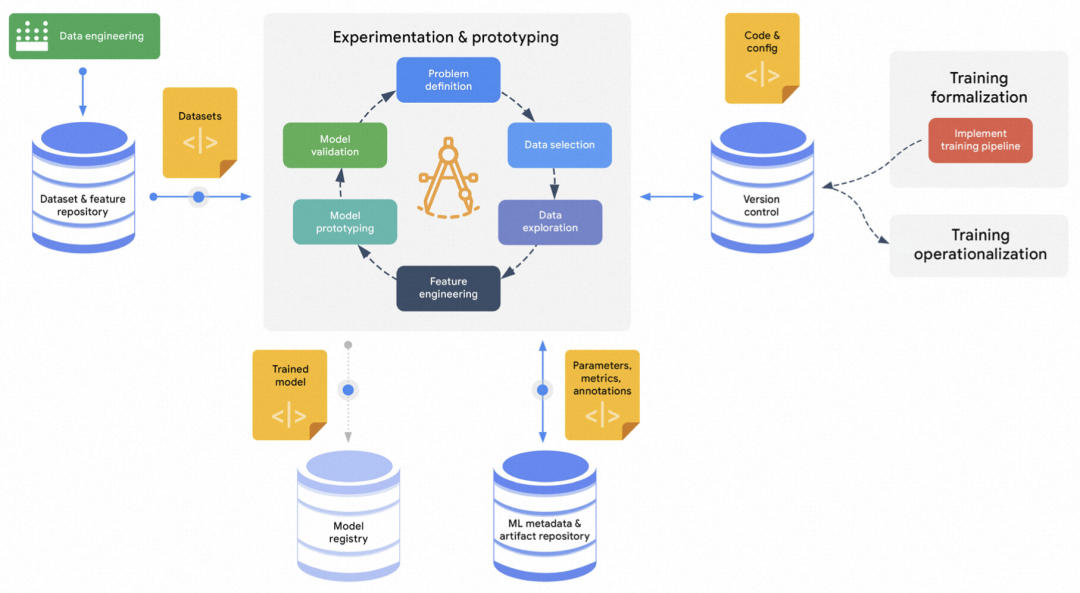 Data engineering
Dataset & feature
repository
Datasets
</>
Experimentation & prototyping
Problem
definition
Data selection
Data
exploration
Feature
engineering
Model
prototyping
Model
validation
Code &
config
</>
Version
control
Training
formalization
Implement
training pipeline
Training
operationalization
Trained
model
</>
Model
registry
Parameters,
metrics,
annotations
</>
ML metadata &
artifact repository